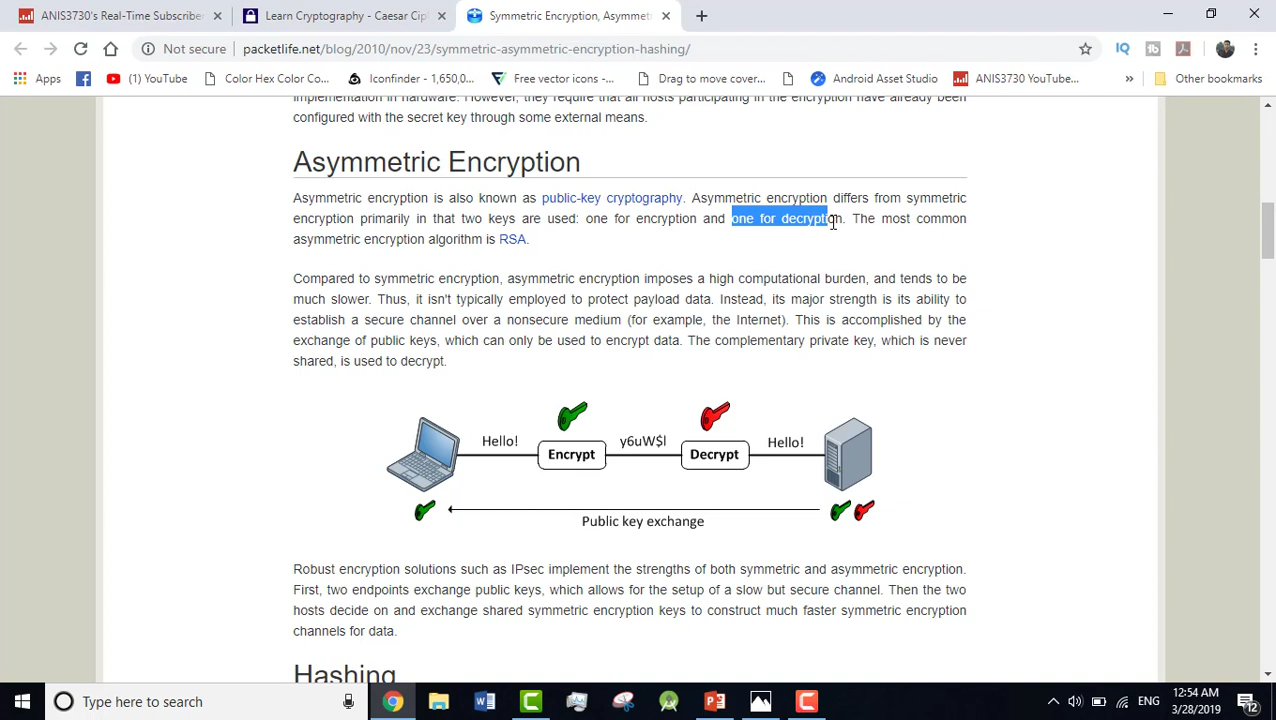 ANIS3730's Real-Time Subscriber
Learn Cryptography - Caesar Cip
Symmetric Encryption, Asymmet
Not secure
packetlife.net/blog/2010/nov/23/symmetric-asymmetric-encryption-hashing/
Apps
(1) YouTube
Color Hex Color Co...
Iconfinder - 1,650,0...
Free vector icons -...
Drag to move cover...
Android Asset Studio
ANIS3730 YouTube...
»
Other bookmarks
implementation in hardware. However, they require that all hosts participating in the encryption have already been
configured with the secret key through some external means.
Asymmetric Encryption
Asymmetric encryption is also known as public-key cryptography. Asymmetric encryption differs from symmetric
encryption primarily in that two keys are used: one for encryption and one for decryption. The most common
asymmetric encryption algorithm is RSA.
Compared to symmetric encryption, asymmetric encryption imposes a high computational burden, and tends to be
much slower. Thus, it isn't typically employed to protect payload data. Instead, its major strength is its ability to
establish a secure channel over a nonsecure medium (for example, the Internet). This is accomplished by the
exchange of public keys, which can only be used to encrypt data. The complementary private key, which is never
shared, is used to decrypt.
Hello!
Encrypt
y6uW$l
Decrypt
Hello!
Public key exchange
Robust encryption solutions such as IPsec implement the strengths of both symmetric and asymmetric encryption.
First, two endpoints exchange public keys, which allows for the setup of a slow but secure channel. Then the two
hosts decide on and exchange shared symmetric encryption keys to construct much faster symmetric encryption
channels for data.
Hashing
Type here to search
ENG
12:54 AM
3/28/2019
12